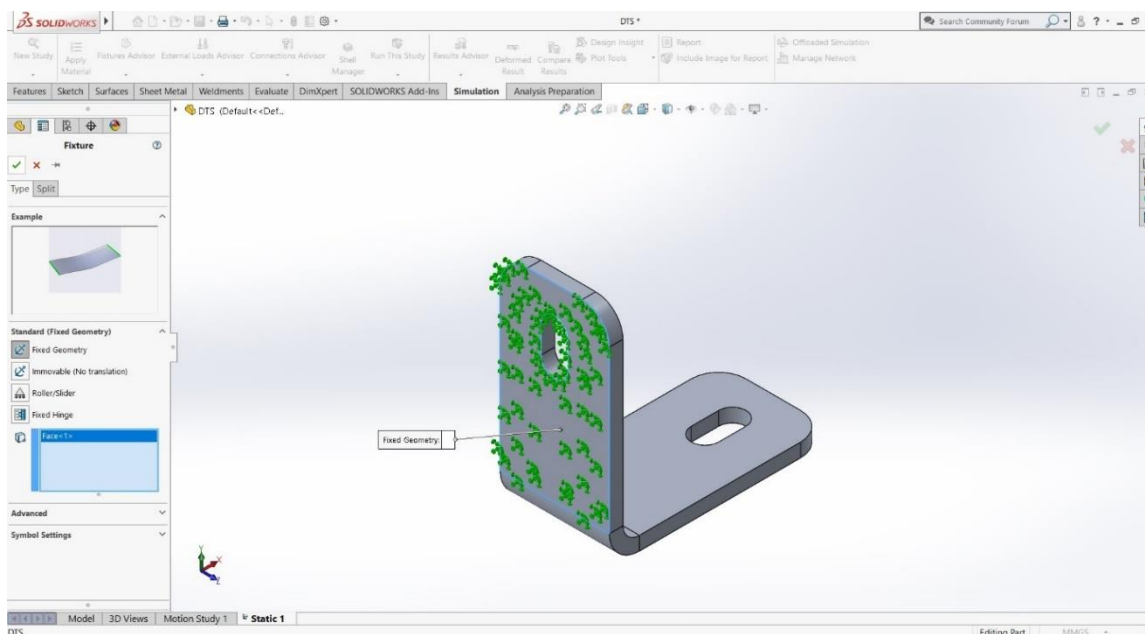 DS SOLIDWORKS
DTS *
Search Community Forum
?
New Study
Apply Material
Fixtures Advisor
External Loads Advisor
Connections Advisor
Shell Manager
Run This Study
Results Advisor
Deformed Result
Compare Results
Design Insight
Plot Tools
Report
Include Image for Report
Offloaded Simulation
Manage Network
Features Sketch Surfaces Sheet Metal Weldments Evaluate DimXpert SOLIDWORKS Add-Ins Simulation Analysis Preparation
DTS (Default<<Def...
Fixture
Type Split
Example
Standard (Fixed Geometry)
Fixed Geometry
Immovable (No translation)
Roller/Slider
Fixed Hinge
Face<1>
Advanced
Symbol Settings
Fixed Geometry:
Y
X
Z
Model 3D Views Motion Study 1 Static 1
DTS Editing Part MMGS